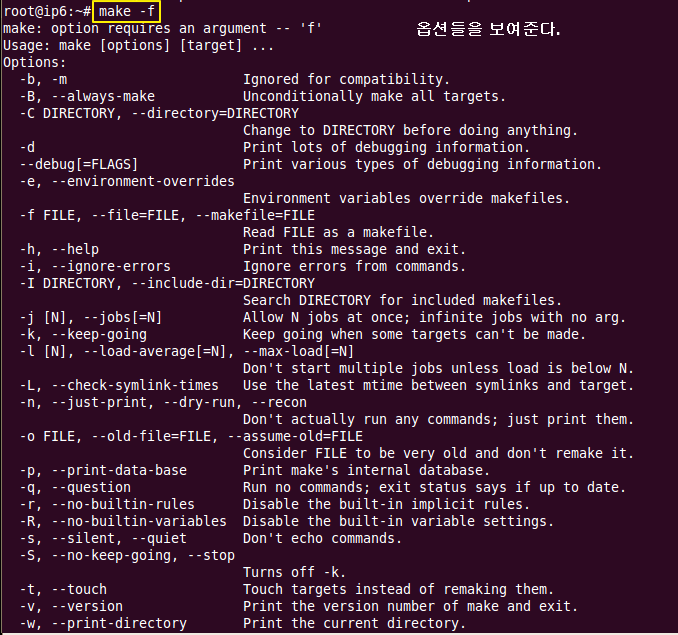 root@ip6:~# make -f
make: option requires an argument -- 'f'
옵션들을 보여준다.
Usage: make [options] [target] ...
Options:
  -b, -m                      Ignored for compatibility.
  -B, --always-make           Unconditionally make all targets.
  -C DIRECTORY, --directory=DIRECTORY
                              Change to DIRECTORY before doing anything.
  -d                          Print lots of debugging information.
  --debug[=FLAGS]             Print various types of debugging information.
  -e, --environment-overrides
                              Environment variables override makefiles.
  -f FILE, --file=FILE, --makefile=FILE
                              Read FILE as a makefile.
  -h, --help                  Print this message and exit.
  -i, --ignore-errors         Ignore errors from commands.
  -I DIRECTORY, --include-dir=DIRECTORY
                              Search DIRECTORY for included makefiles.
  -j [N], --jobs[=N]          Allow N jobs at once; infinite jobs with no arg.
  -k, --keep-going            Keep going when some targets can't be made.
  -l [N], --load-average[=N], --max-load[=N]
                              Don't start multiple jobs unless load is below N.
  -L, --check-symlink-times   Use the latest mtime between symlinks and target.
  -n, --just-print, --dry-run, --recon
                              Don't actually run any commands; just print them.
  -o FILE, --old-file=FILE, --assume-old=FILE
                              Consider FILE to be very old and don't remake it.
  -p, --print-data-base       Print make's internal database.
  -q, --question              Run no commands; exit status says if up to date.
  -r, --no-builtin-rules      Disable the built-in implicit rules.
  -R, --no-builtin-variables  Disable the built-in variable settings.
  -s, --silent, --quiet       Don't echo commands.
  -S, --no-keep-going, --stop
                              Turns off -k.
  -t, --touch                 Touch targets instead of remaking them.
  -v, --version               Print the version number of make and exit.
  -w, --print-directory       Print the current directory.